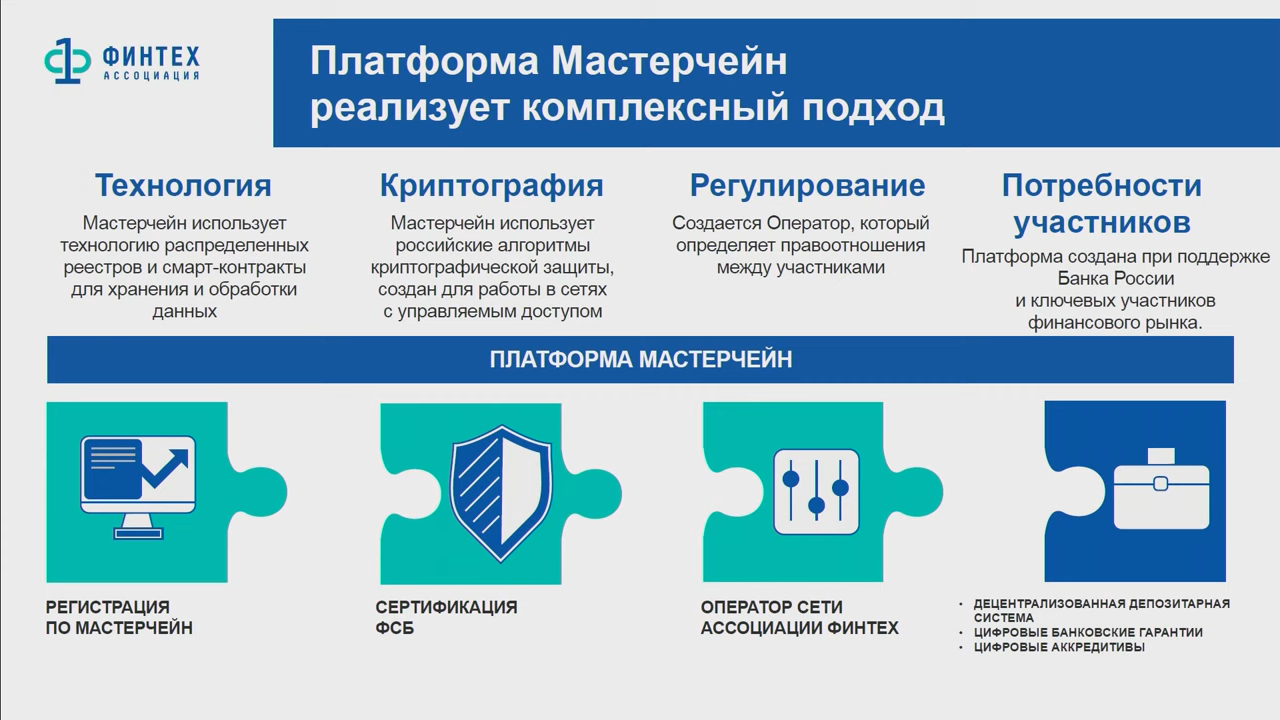 ФИНТЕХ
АССОЦИАЦИЯ
Платформа Мастерчейн
реализует комплексный подход
Технология
Мастерчейн использует
технологию распределенных
реестров и смарт-контракты
для хранения и обработки
данных
Криптография
Мастерчейн использует
российские алгоритмы
криптографической защиты,
создан для работы в сетях
с управляемым доступом
Регулирование
Создается Оператор, который
определяет правоотношения
между участниками
Потребности
участников
Платформа создана при поддержке
Банка России
и ключевых участников
финансового рынка.
ПЛАТФОРМА МАСТЕРЧЕЙН
РЕГИСТРАЦИЯ
ПО МАСТЕРЧЕЙН
СЕРТИФИКАЦИЯ
ФСБ
ОПЕРАТОР СЕТИ
АССОЦИАЦИИ ФИНТЕХ
• ДЕЦЕНТРАЛИЗОВАННАЯ ДЕПОЗИТАРНАЯ
СИСТЕМА
• ЦИФРОВЫЕ БАНКОВСКИЕ ГАРАНТИИ
• ЦИФРОВЫЕ АККРЕДИТИВЫ